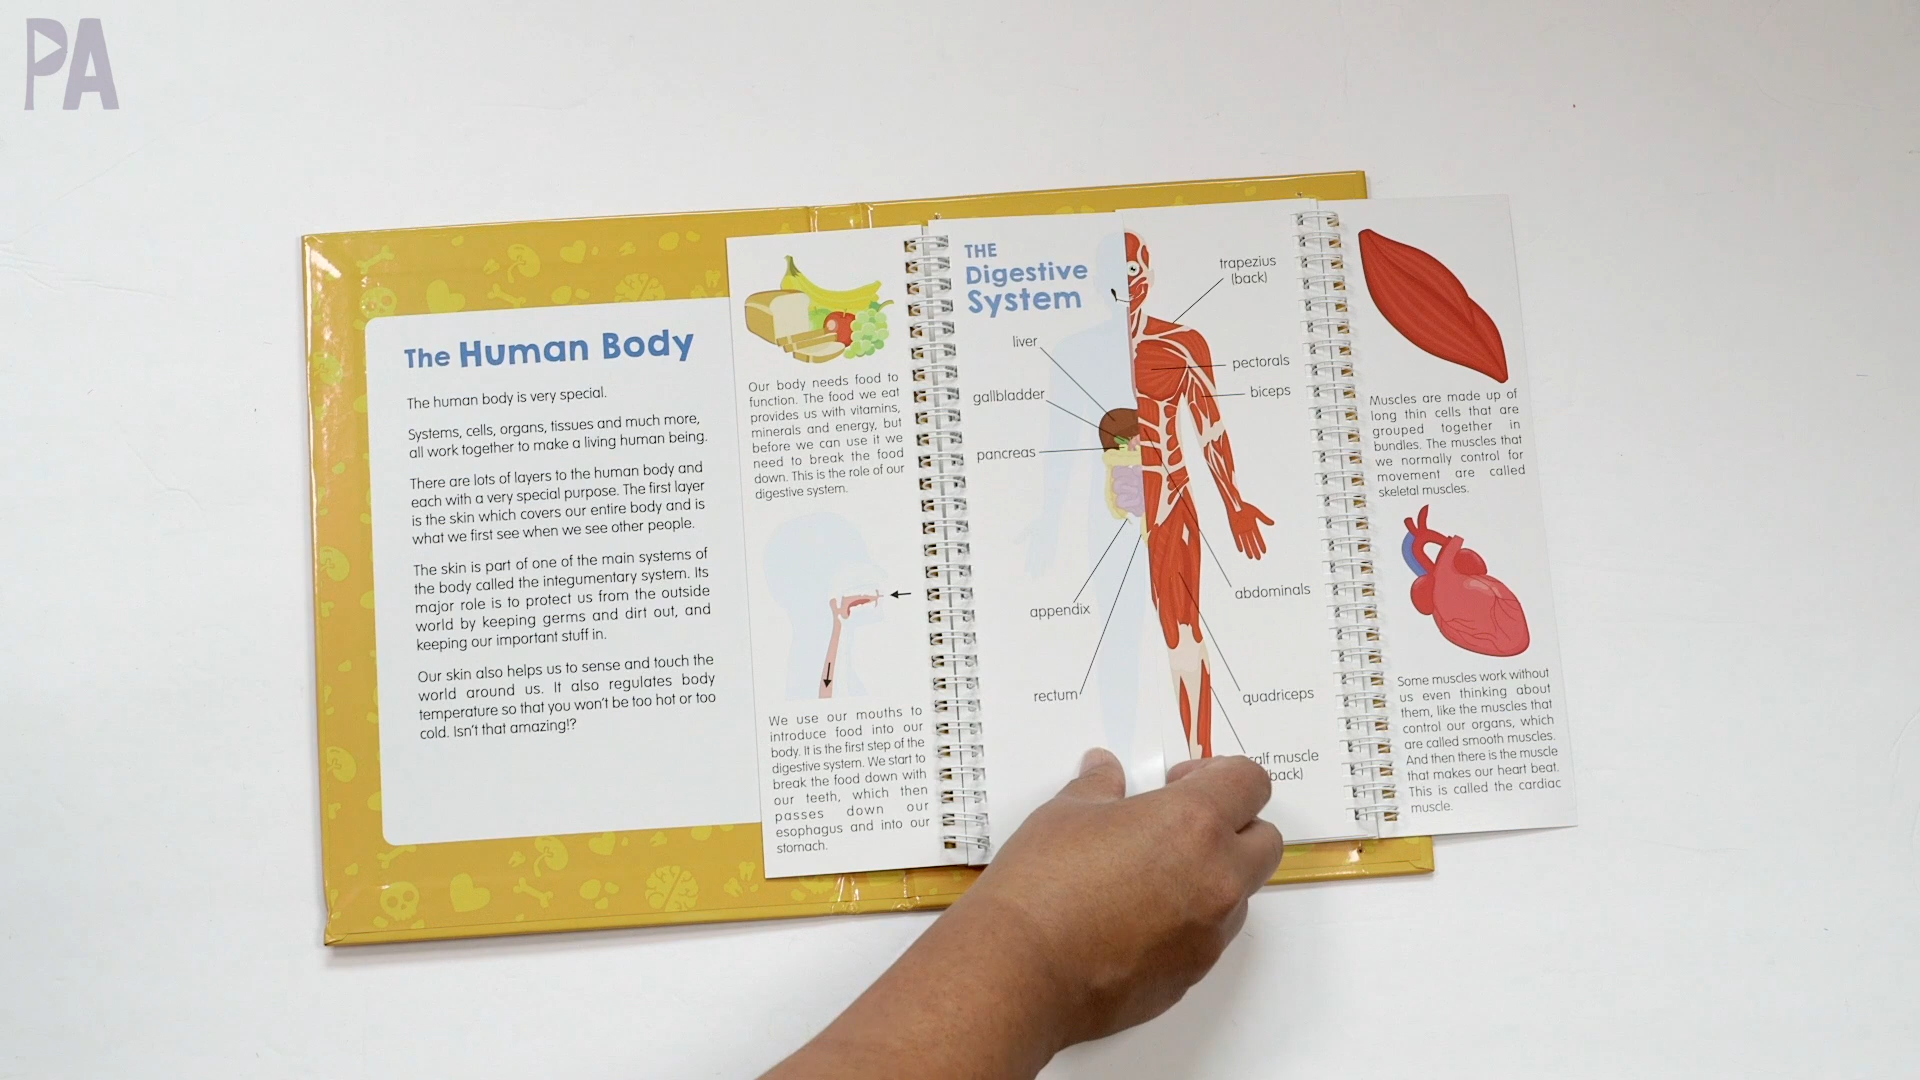 PA
The Human Body
The human body is very special.
Systems, cells, organs, tissues and much more,
all work together to make a living human being.
There are lots of layers to the human body and
each with a very special purpose. The first layer
is the skin which covers our entire body and is
what we first see when we see other people.
The skin is part of one of the main systems of
the body called the integumentary system. Its
major role is to protect us from the outside
world by keeping germs and dirt out, and
keeping our important stuff in.
Our skin also helps us to sense and touch the
world around us. It also regulates body
temperature so that you won't be too hot or too
cold. Isn't that amazing!?
Our body needs food to
function. The food we eat
provides us with vitamins,
minerals and energy, but
before we can use it we
need to break the food
down. This is the role of our
digestive system.
We use our mouths to
introduce food into our
body. It is the first step of the
digestive system. We start to
break the food down with
our teeth, which then
passes down our
esophagus and into our
stomach.
THE
Digestive
System
liver
gallbladder
pancreas
appendix
rectum
trapezius
(back)
pectorals
biceps
abdominals
quadriceps
calf muscle
(back)
Muscles are made up of
long thin cells that are
grouped together in
bundles. The muscles that
we normally control for
movement are called
skeletal muscles.
Some muscles work without
us even thinking about
them, like the muscles that
control our organs, which
are called smooth muscles.
And then there is the muscle
that makes our heart beat.
This is called the cardiac
muscle.